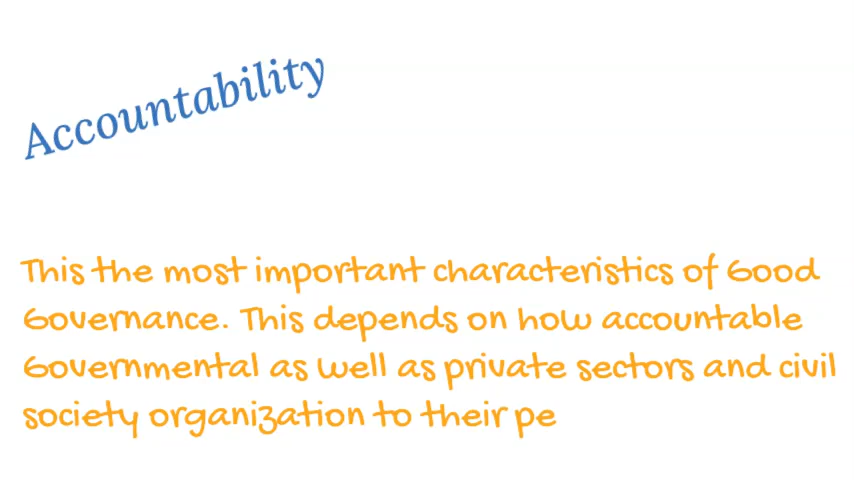 Accountability
This the most important characteristics of Good
Governance. This depends on how accountable
Governmental as well as private sectors and civil
society organization to their pe